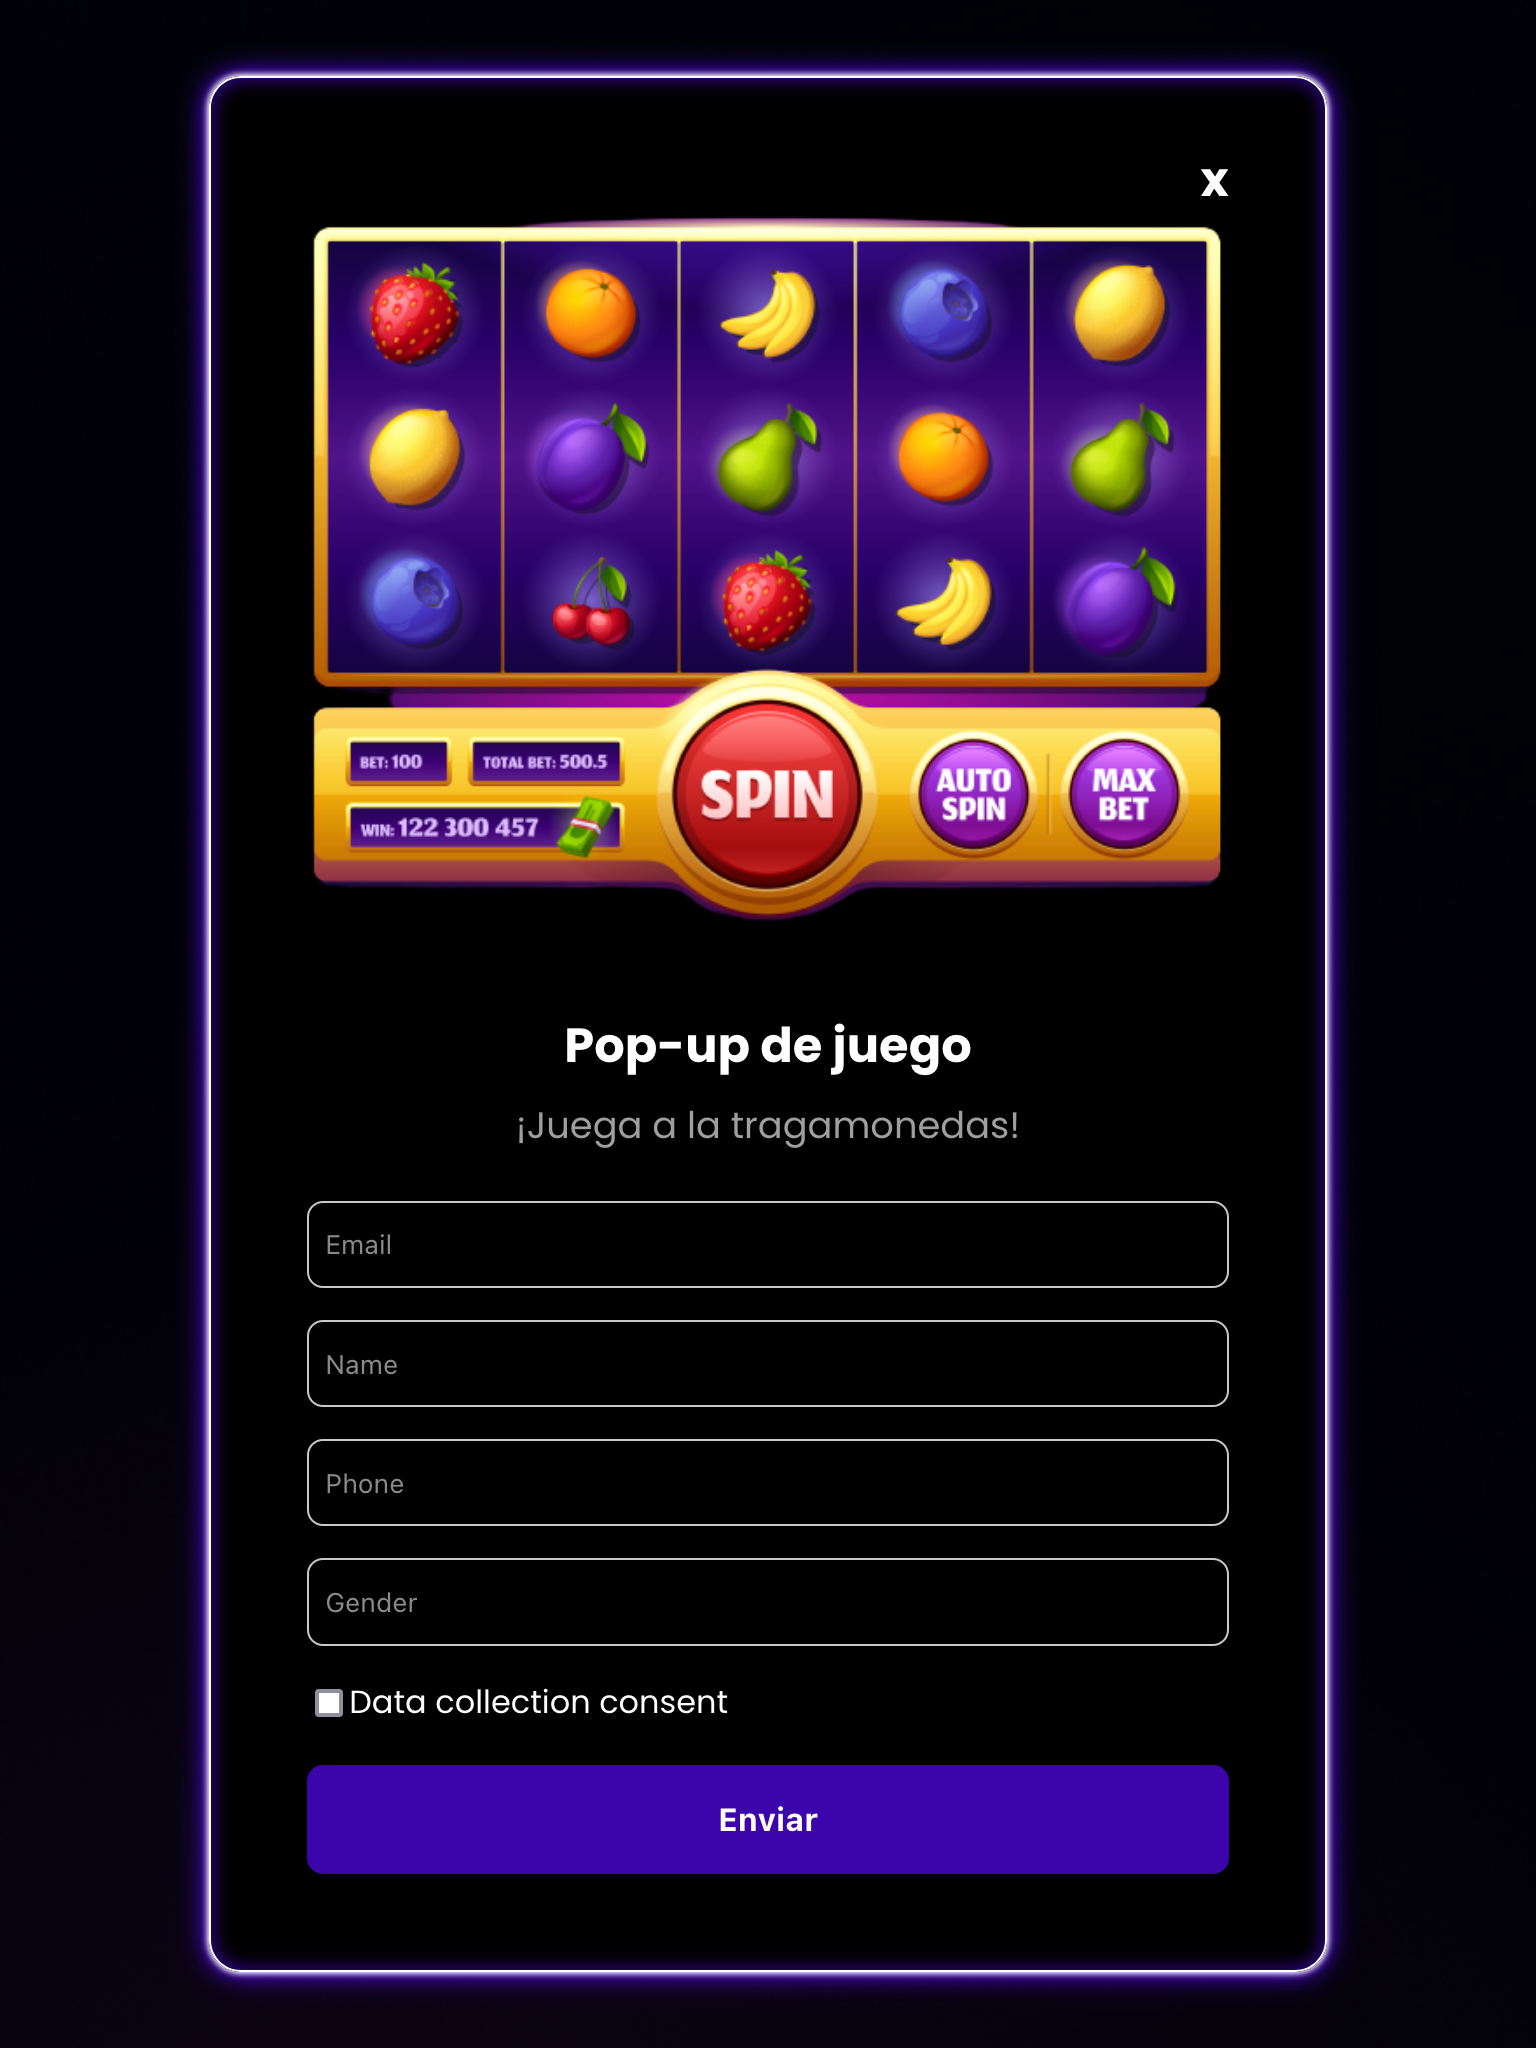 x
BET: 100
TOTAL BET: 500.5
WIN: 122 300 457
SPIN
AUTO
SPIN
MAX
BET
Pop-up de juego
¡Juega a la tragamonedas!
Email
Name
Phone
Gender
Data collection consent
Enviar